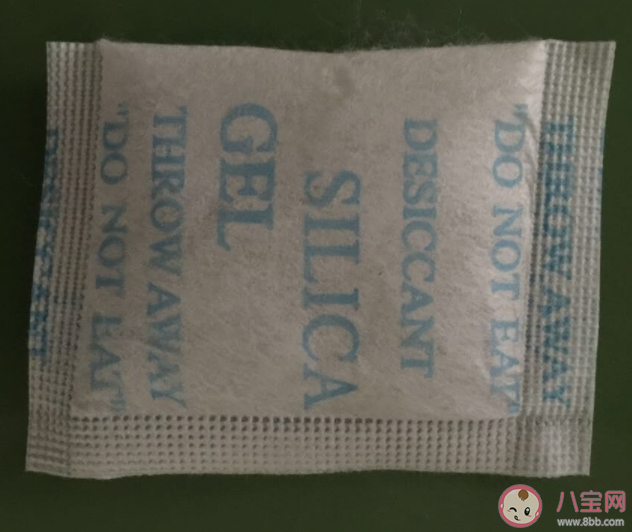 THROW AWAY
"DO NOT EAT"
DESICCANT
SILICA
GEL
THROW AWAY
"DO NOT EAT"
八宝网
www.8bb.com